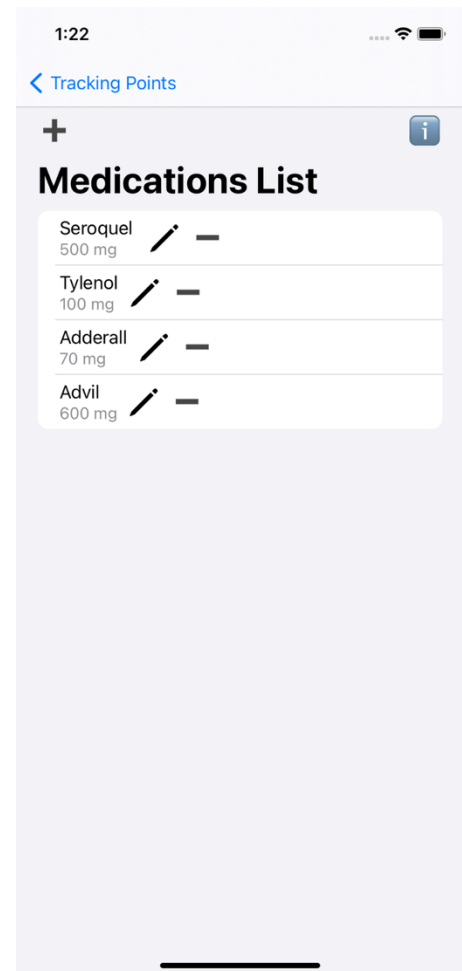 1:22
Tracking Points
Medications List
Seroquel
500 mg
Tylenol
100 mg
Adderall
70 mg
Advil
600 mg